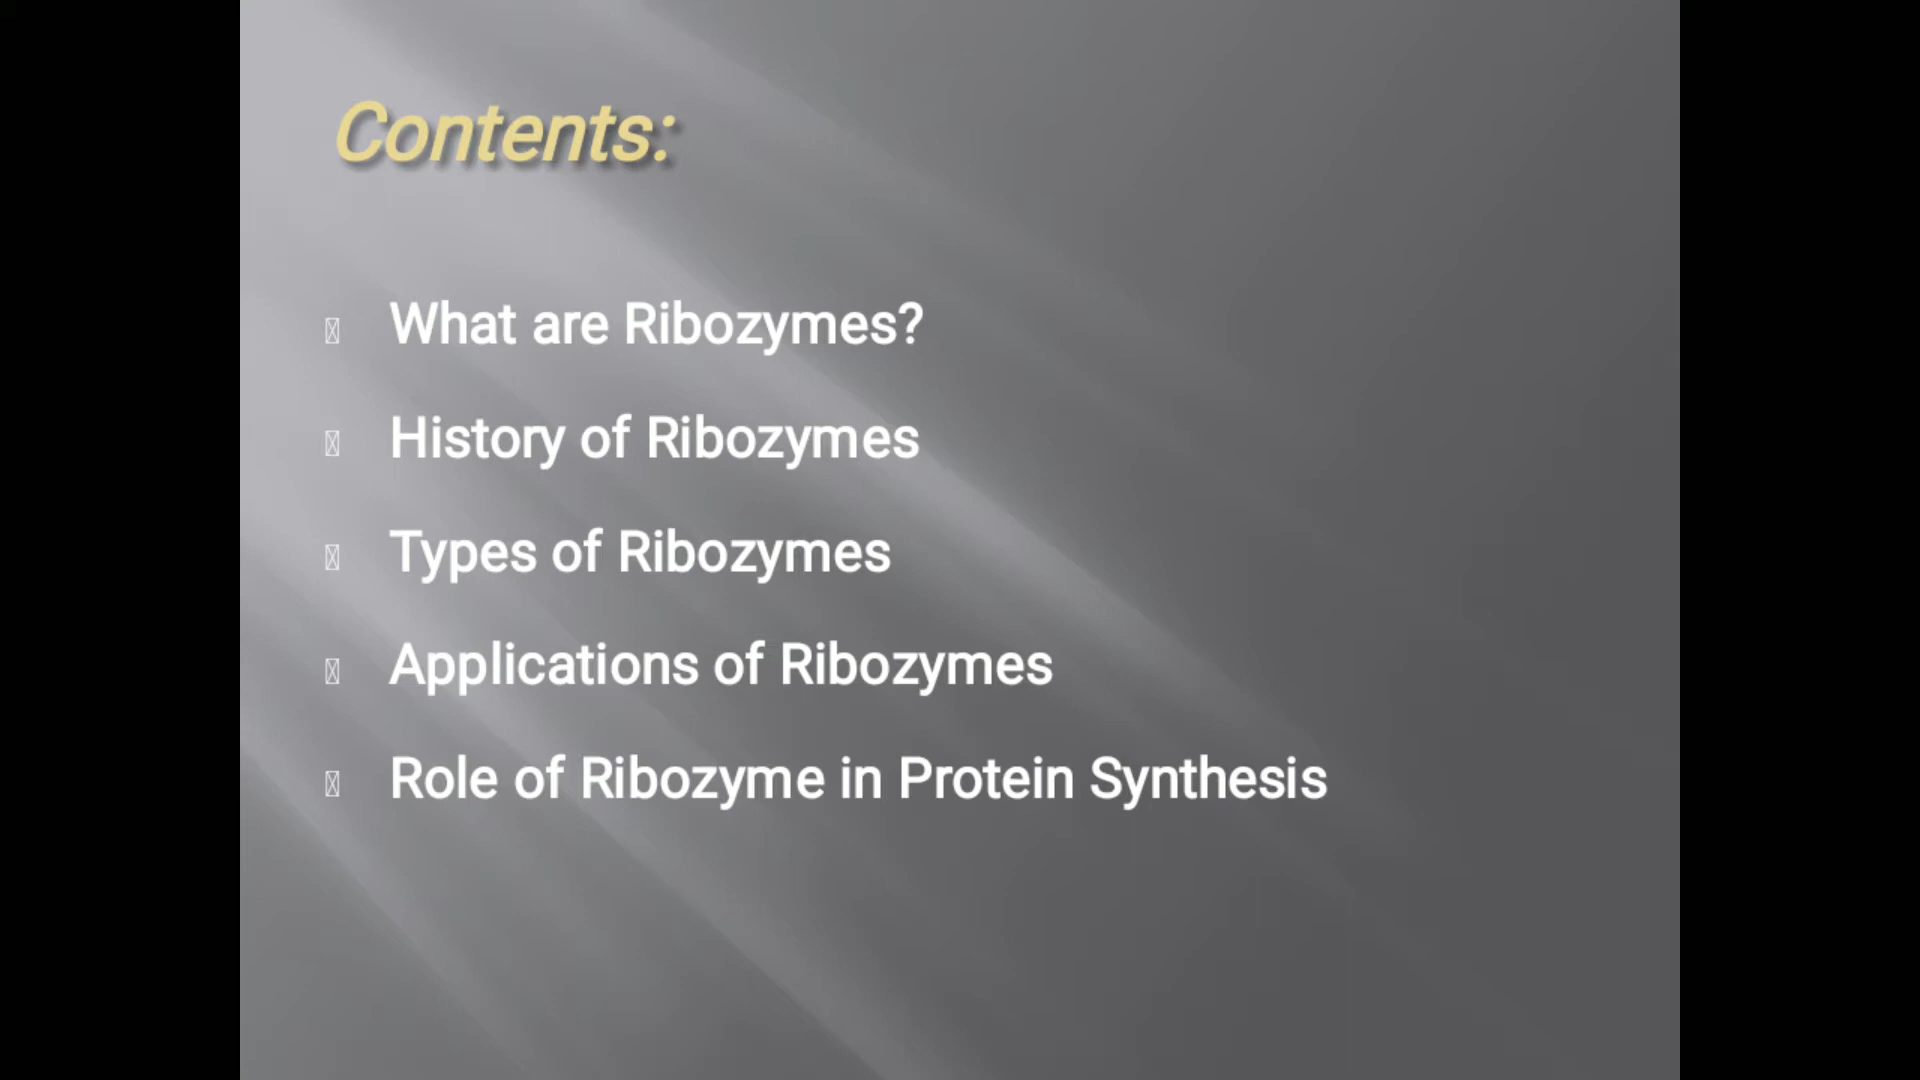 Contents:
What are Ribozymes?
History of Ribozymes
Types of Ribozymes
Applications of Ribozymes
Role of Ribozyme in Protein Synthesis